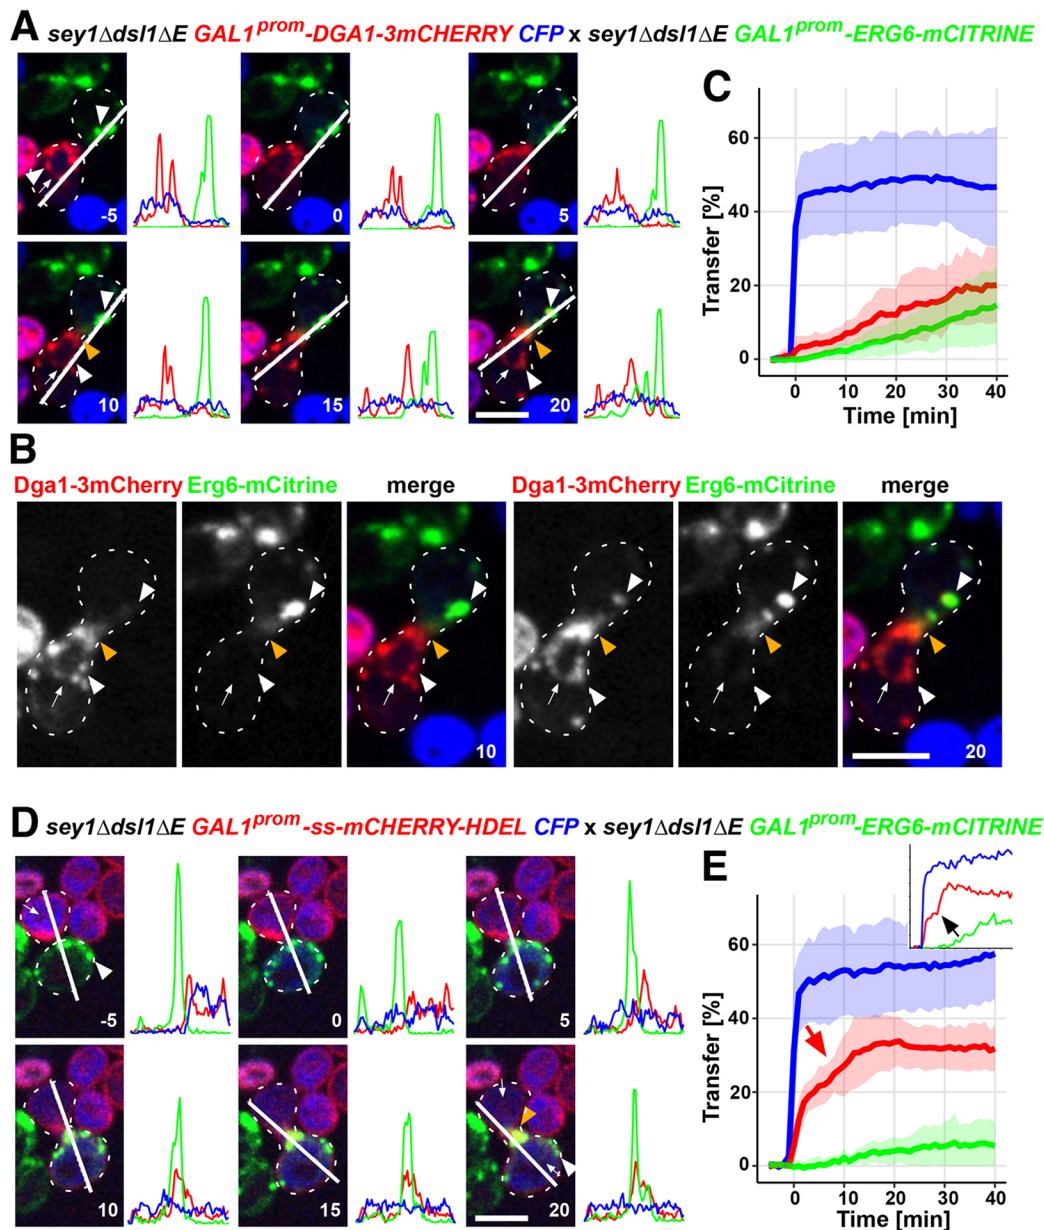 A sey1ΔdslΔE GAL1prom-DGA1-3mCHERRY CFP x sey1Δdsl1ΔE GAL1prom-ERG6-mCITRINE
-5 0 5
10 15 20
C
Transfer [%]
60
40
20
0
0 10 20 30 40
Time [min]
B
Dga1-3mCherry Erg6-mCitrine merge Dga1-3mCherry Erg6-mCitrine merge
10 20
D sey1Δdsl1ΔE GAL1prom-ss-mCHERRY-HDEL CFP x sey1Δdsl1ΔE GAL1prom-ERG6-mCITRINE
-5 0 5
10 15 20
E
Transfer [%]
60
40
20
0
0 10 20 30 40
Time [min]